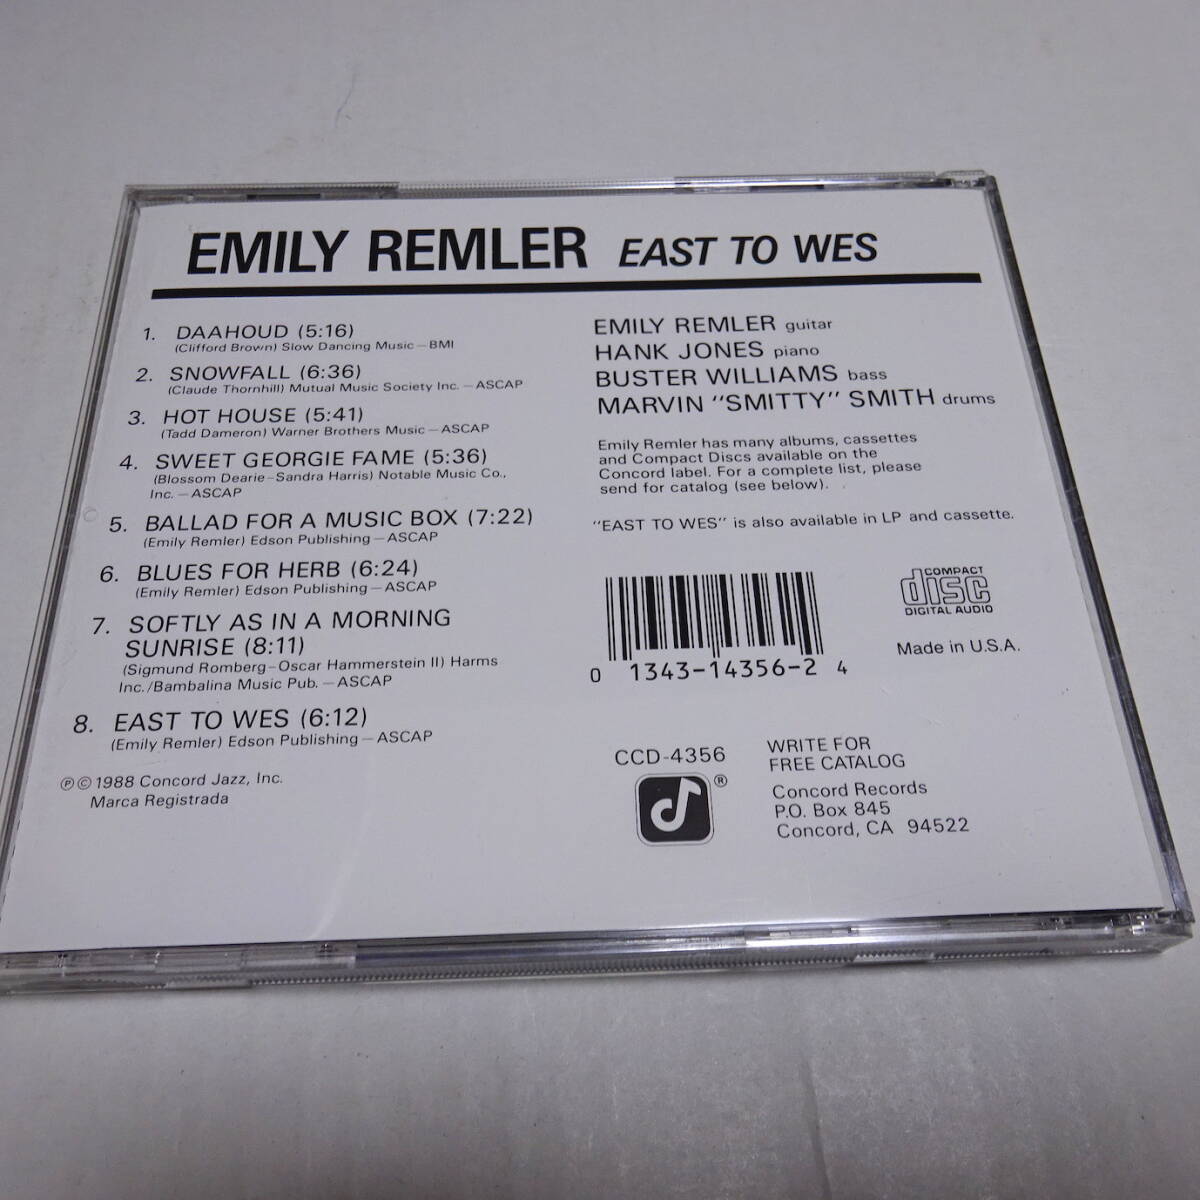 EMILY REMLER EAST TO WES
1. DAAHOUD (5:16)
(Clifford Brown) Slow Dancing Music – BMI
2. SNOWFALL (6:36)
(Claude Thornhill) Mutual Music Society Inc. – ASCAP
3. HOT HOUSE (5:41)
(Tadd Dameron) Warner Brothers Music – ASCAP
4. SWEET GEORGIE FAME (5:36)
(Blossom Dearie – Sandra Harris) Notable Music Co.,
Inc. – ASCAP
5. BALLAD FOR A MUSIC BOX (7:22)
(Emily Remler) Edson Publishing – ASCAP
6. BLUES FOR HERB (6:24)
(Emily Remler) Edson Publishing – ASCAP
7. SOFTLY AS IN A MORNING
SUNRISE (8:11)
(Sigmund Romberg – Oscar Hammerstein II) Harms
Inc./Bambalina Music Pub. – ASCAP
8. EAST TO WES (6:12)
(Emily Remler) Edson Publishing – ASCAP
℗© 1988 Concord Jazz, Inc.
Marca Registrada
EMILY REMLER guitar
HANK JONES piano
BUSTER WILLIAMS bass
MARVIN "SMITTY" SMITH drums
Emily Remler has many albums, cassettes
and Compact Discs available on the
Concord label. For a complete list, please
send for catalog (see below).
"EAST TO WES" is also available in LP and cassette.
COMPACT
disc
DIGITAL AUDIO
Made in U.S.A.
0 1343-14356-2 4
CCD-4356
®
WRITE FOR
FREE CATALOG
Concord Records
P.O. Box 845
Concord, CA 94522